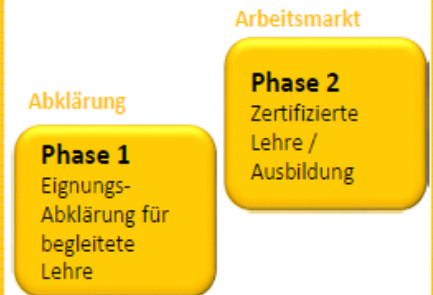 Arbeitsmarkt
Abklärung
Phase 1
Eignungs-
Abklärung für
begleitete
Lehre
Phase 2
Zertifizierte
Lehre /
Ausbildung